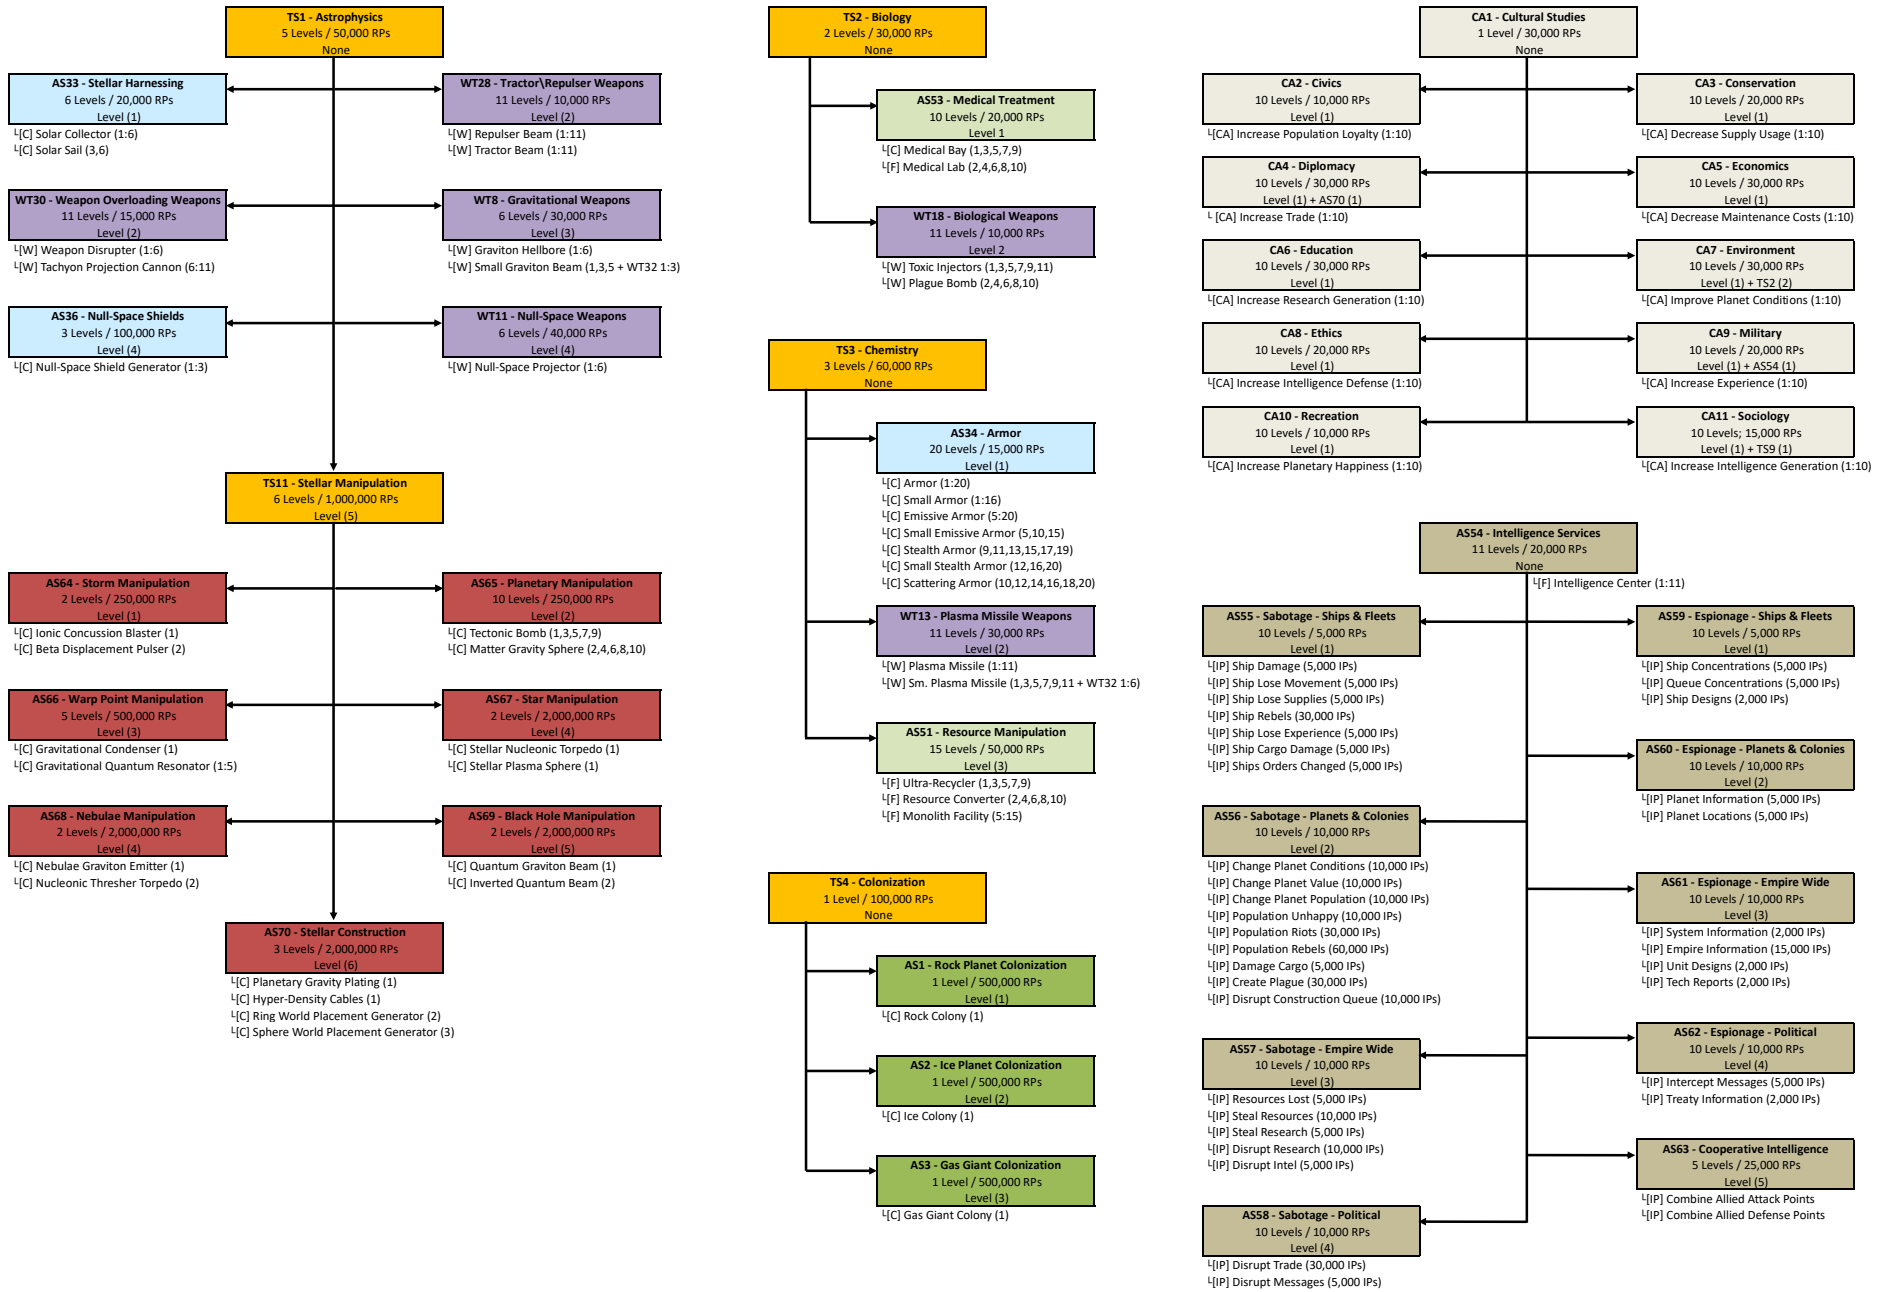 TS1 - Astrophysics
5 Levels / 50,000 RPs
None
AS33 - Stellar Harnessing
6 Levels / 20,000 RPs
Level (1)
└[C] Solar Collector (1:6)
└[C] Solar Sail (3,6)
WT28 - Tractor\Repulser Weapons
11 Levels / 10,000 RPs
Level (2)
└[W] Repulser Beam (1:11)
└[W] Tractor Beam (1:11)
WT30 - Weapon Overloading Weapons
11 Levels / 15,000 RPs
Level (2)
└[W] Weapon Disrupter (1:6)
└[W] Tachyon Projection Cannon (6:11)
WT8 - Gravitational Weapons
6 Levels / 30,000 RPs
Level (3)
└[W] Graviton Hellbore (1:6)
└[W] Small Graviton Beam (1,3,5 + WT32 1:3)
AS36 - Null-Space Shields
3 Levels / 100,000 RPs
Level (4)
└[C] Null-Space Shield Generator (1:3)
WT11 - Null-Space Weapons
6 Levels / 40,000 RPs
Level (4)
└[W] Null-Space Projector (1:6)
TS11 - Stellar Manipulation
6 Levels / 1,000,000 RPs
Level (5)
AS64 - Storm Manipulation
2 Levels / 250,000 RPs
Level (1)
└[C] Ionic Concussion Blaster (1)
└[C] Beta Displacement Pulser (2)
AS65 - Planetary Manipulation
10 Levels / 250,000 RPs
Level (2)
└[C] Tectonic Bomb (1,3,5,7,9)
└[C] Matter Gravity Sphere (2,4,6,8,10)
AS66 - Warp Point Manipulation
5 Levels / 500,000 RPs
Level (3)
└[C] Gravitational Condenser (1)
└[C] Gravitational Quantum Resonator (1:5)
AS67 - Star Manipulation
2 Levels / 2,000,000 RPs
Level (4)
└[C] Stellar Nucleonic Torpedo (1)
└[C] Stellar Plasma Sphere (1)
AS68 - Nebulae Manipulation
2 Levels / 2,000,000 RPs
Level (4)
└[C] Nebulae Graviton Emitter (1)
└[C] Nucleonic Thresher Torpedo (2)
AS69 - Black Hole Manipulation
2 Levels / 2,000,000 RPs
Level (5)
└[C] Quantum Graviton Beam (1)
└[C] Inverted Quantum Beam (2)
AS70 - Stellar Construction
3 Levels / 2,000,000 RPs
Level (6)
└[C] Planetary Gravity Plating (1)
└[C] Hyper-Density Cables (1)
└[C] Ring World Placement Generator (2)
└[C] Sphere World Placement Generator (3)
TS2 - Biology
2 Levels / 30,000 RPs
None
AS53 - Medical Treatment
10 Levels / 20,000 RPs
Level 1
└[C] Medical Bay (1,3,5,7,9)
└[F] Medical Lab (2,4,6,8,10)
WT18 - Biological Weapons
11 Levels / 10,000 RPs
Level 2
└[W] Toxic Injectors (1,3,5,7,9,11)
└[W] Plague Bomb (2,4,6,8,10)
TS3 - Chemistry
3 Levels / 60,000 RPs
None
AS34 - Armor
20 Levels / 15,000 RPs
Level (1)
└[C] Armor (1:20)
└[C] Small Armor (1:16)
└[C] Emissive Armor (5:20)
└[C] Small Emissive Armor (5,10,15)
└[C] Stealth Armor (9,11,13,15,17,19)
└[C] Small Stealth Armor (12,16,20)
└[C] Scattering Armor (10,12,14,16,18,20)
WT13 - Plasma Missile Weapons
11 Levels / 30,000 RPs
Level (2)
└[W] Plasma Missile (1:11)
└[W] Sm. Plasma Missile (1,3,5,7,9,11 + WT32 1:6)
AS51 - Resource Manipulation
15 Levels / 50,000 RPs
Level (3)
└[F] Ultra-Recycler (1,3,5,7,9)
└[F] Resource Converter (2,4,6,8,10)
└[F] Monolith Facility (5:15)
TS4 - Colonization
1 Level / 100,000 RPs
None
AS1 - Rock Planet Colonization
1 Level / 500,000 RPs
Level (1)
└[C] Rock Colony (1)
AS2 - Ice Planet Colonization
1 Level / 500,000 RPs
Level (2)
└[C] Ice Colony (1)
AS3 - Gas Giant Colonization
1 Level / 500,000 RPs
Level (3)
└[C] Gas Giant Colony (1)
CA1 - Cultural Studies
1 Level / 30,000 RPs
None
CA2 - Civics
10 Levels / 10,000 RPs
Level (1)
└[CA] Increase Population Loyalty (1:10)
CA3 - Conservation
10 Levels / 20,000 RPs
Level (1)
└[CA] Decrease Supply Usage (1:10)
CA4 - Diplomacy
10 Levels / 30,000 RPs
Level (1) + AS70 (1)
└ [CA] Increase Trade (1:10)
CA5 - Economics
10 Levels / 30,000 RPs
Level (1)
└[CA] Decrease Maintenance Costs (1:10)
CA6 - Education
10 Levels / 30,000 RPs
Level (1)
└[CA] Increase Research Generation (1:10)
CA7 - Environment
10 Levels / 30,000 RPs
Level (1) + TS2 (2)
└[CA] Improve Planet Conditions (1:10)
CA8 - Ethics
10 Levels / 20,000 RPs
Level (1)
└[CA] Increase Intelligence Defense (1:10)
CA9 - Military
10 Levels / 20,000 RPs
Level (1) + AS54 (1)
└[CA] Increase Experience (1:10)
CA10 - Recreation
10 Levels / 10,000 RPs
Level (1)
└[CA] Increase Planetary Happiness (1:10)
CA11 - Sociology
10 Levels; 15,000 RPs
Level (1) + TS9 (1)
└[CA] Increase Intelligence Generation (1:10)
AS54 - Intelligence Services
11 Levels / 20,000 RPs
None
└[F] Intelligence Center (1:11)
AS55 - Sabotage - Ships & Fleets
10 Levels / 5,000 RPs
Level (1)
└[IP] Ship Damage (5,000 IPs)
└[IP] Ship Lose Movement (5,000 IPs)
└[IP] Ship Lose Supplies (5,000 IPs)
└[IP] Ship Rebels (30,000 IPs)
└[IP] Ship Lose Experience (5,000 IPs)
└[IP] Ship Cargo Damage (5,000 IPs)
└[IP] Ships Orders Changed (5,000 IPs)
AS59 - Espionage - Ships & Fleets
10 Levels / 5,000 RPs
Level (1)
└[IP] Ship Concentrations (5,000 IPs)
└[IP] Queue Concentrations (5,000 IPs)
└[IP] Ship Designs (2,000 IPs)
AS60 - Espionage - Planets & Colonies
10 Levels / 10,000 RPs
Level (2)
└[IP] Planet Information (5,000 IPs)
└[IP] Planet Locations (5,000 IPs)
AS56 - Sabotage - Planets & Colonies
10 Levels / 10,000 RPs
Level (2)
└[IP] Change Planet Conditions (10,000 IPs)
└[IP] Change Planet Value (10,000 IPs)
└[IP] Change Planet Population (10,000 IPs)
└[IP] Population Unhappy (10,000 IPs)
└[IP] Population Riots (30,000 IPs)
└[IP] Population Rebels (60,000 IPs)
└[IP] Damage Cargo (5,000 IPs)
└[IP] Create Plague (30,000 IPs)
└[IP] Disrupt Construction Queue (10,000 IPs)
AS61 - Espionage - Empire Wide
10 Levels / 10,000 RPs
Level (3)
└[IP] System Information (2,000 IPs)
└[IP] Empire Information (15,000 IPs)
└[IP] Unit Designs (2,000 IPs)
└[IP] Tech Reports (2,000 IPs)
AS62 - Espionage - Political
10 Levels / 10,000 RPs
Level (4)
└[IP] Intercept Messages (5,000 IPs)
└[IP] Treaty Information (2,000 IPs)
AS57 - Sabotage - Empire Wide
10 Levels / 10,000 RPs
Level (3)
└[IP] Resources Lost (5,000 IPs)
└[IP] Steal Resources (10,000 IPs)
└[IP] Steal Research (5,000 IPs)
└[IP] Disrupt Research (10,000 IPs)
└[IP] Disrupt Intel (5,000 IPs)
AS63 - Cooperative Intelligence
5 Levels / 25,000 RPs
Level (5)
└[IP] Combine Allied Attack Points
└[IP] Combine Allied Defense Points
AS58 - Sabotage - Political
10 Levels / 10,000 RPs
Level (4)
└[IP] Disrupt Trade (30,000 IPs)
└[IP] Disrupt Messages (5,000 IPs)